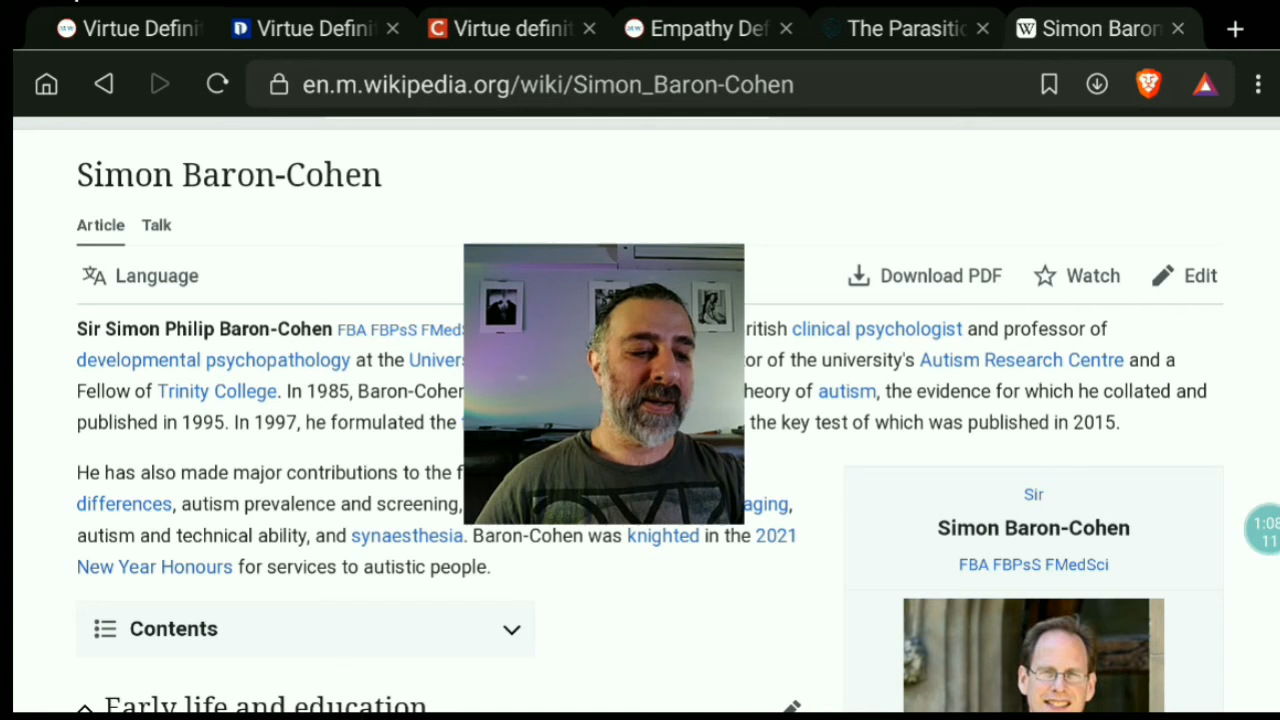 Virtue Defini
Virtue Defini
Virtue definit
Empathy Def
The Parasitic
Simon Baron
en.m.wikipedia.org/wiki/Simon_Baron-Cohen
Simon Baron-Cohen
Article Talk
Language Download PDF Watch Edit
Sir Simon Philip Baron-Cohen FBA FBPsS FMedS ritish clinical psychologist and professor of
developmental psychopathology at the Univers tor of the university's Autism Research Centre and a
Fellow of Trinity College. In 1985, Baron-Cohen heory of autism, the evidence for which he collated and
published in 1995. In 1997, he formulated the the key test of which was published in 2015.
He has also made major contributions to the f
differences, autism prevalence and screening, aging,
autism and technical ability, and synaesthesia. Baron-Cohen was knighted in the 2021
New Year Honours for services to autistic people.
Sir
Simon Baron-Cohen
FBA FBPsS FMedSci
Contents
Early life and education
1:08
11